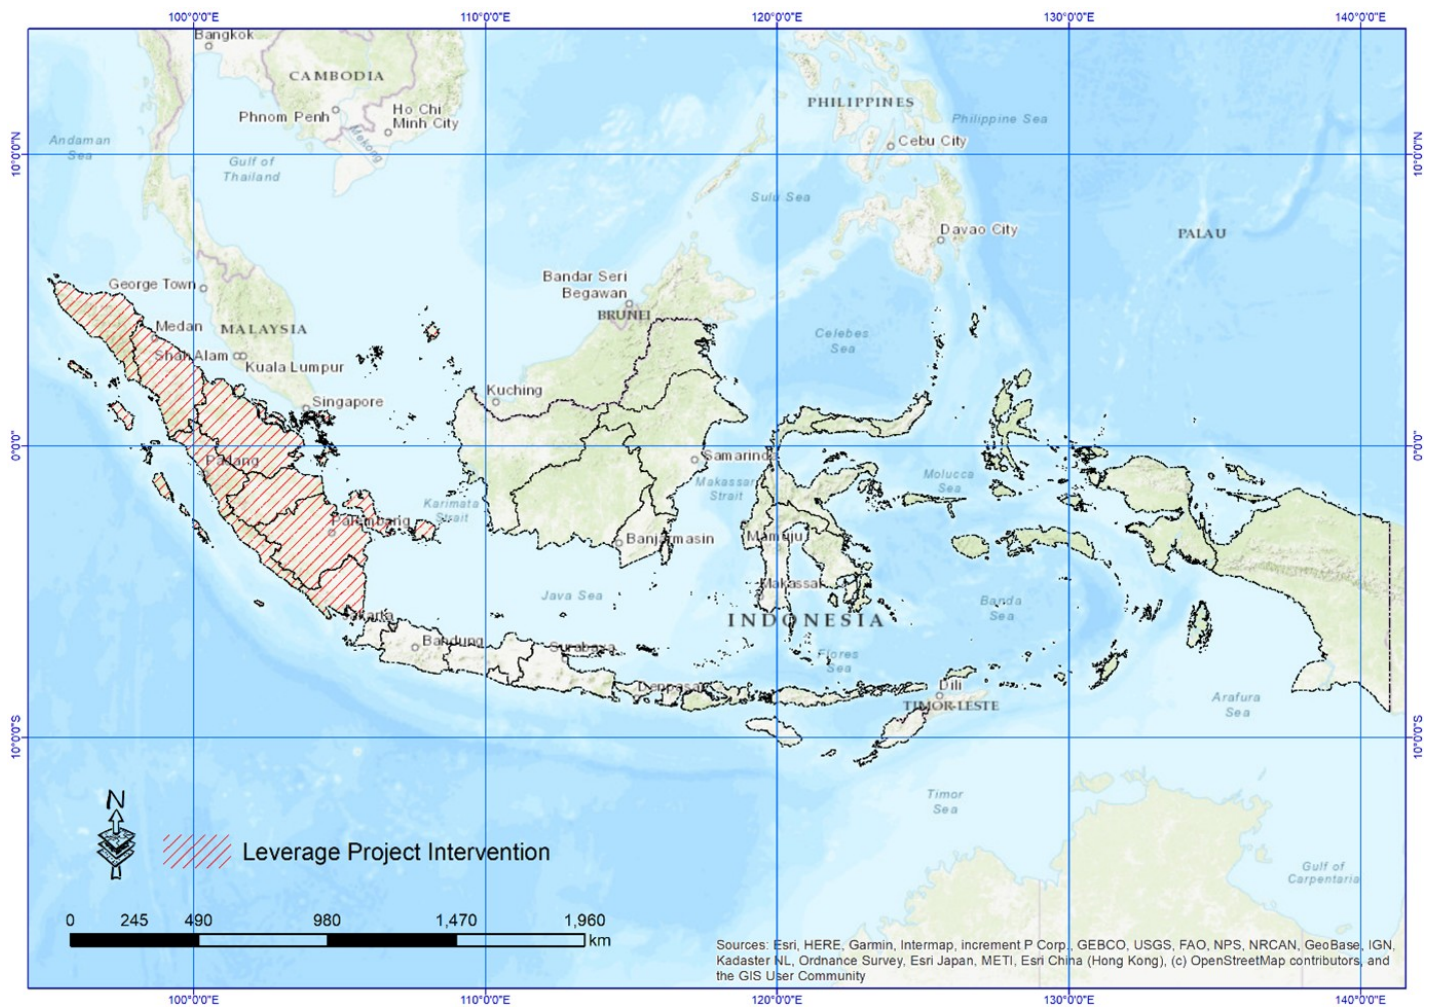 100°0'0"E 110°0'0"E 120°0'0"E 130°0'0"E 140°0'0"E
Bangkok
CAMBODIA
Phnom Penh
Ho Chi
Minh City
Mekong
PHILIPPINES
Philippine Sea
Andaman
Sea
Cebu City
10°0'0"N 10°0'0"N
Gulf of
Thailand
Sulu Sea
Davao City
PALAU
George Town
Bandar Seri
Begawan
BRUNEI
Medan
MALAYSIA
Celebes
Sea
Shah Alam
Kuala Lumpur
Kuching
Singapore
0°0'0" 0°0'0"
Padang
Samarinda
Makassar
Strait
Molucca
Sea
Karimata
Strait
Palembang
Banjarmasin
Mamuju
Makassar
Java Sea
Banda
Sea
INDONESIA
Jakarta
Bandung
Surabaya
Flores
Sea
Denpasar
Dili
TIMOR-LESTE
Arafura
Sea
10°0'0"S 10°0'0"S
Timor
Sea
N
Leverage Project Intervention
Gulf of
Carpentaria
0 245 490 980 1,470 1,960
km
Sources: Esri, HERE, Garmin, Intermap, increment P Corp., GEBCO, USGS, FAO, NPS, NRCAN, GeoBase, IGN,
Kadaster NL, Ordnance Survey, Esri Japan, METI, Esri China (Hong Kong), (c) OpenStreetMap contributors, and
the GIS User Community
100°0'0"E 110°0'0"E 120°0'0"E 130°0'0"E 140°0'0"E